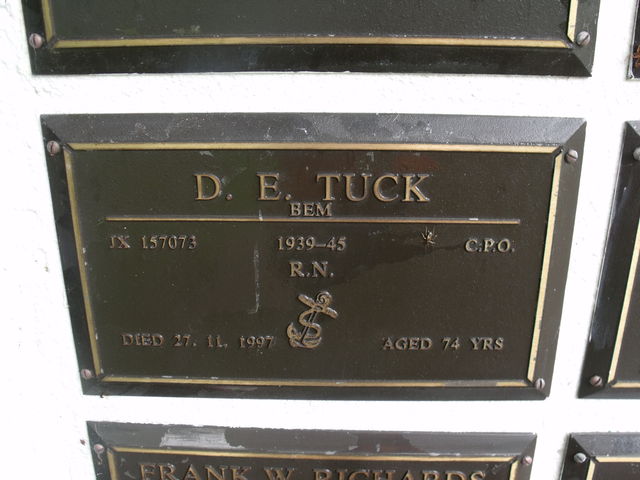 D. E. TUCK
BEM
JX 157073 1939-45 C.P.O.
R.N.
DIED 27. 11. 1997 AGED 74 YRS
FRANK W. RICHARDS